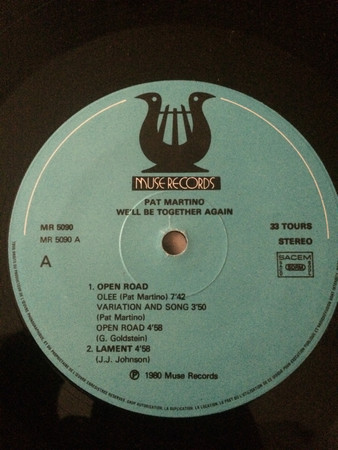 MUSE RECORDS
PAT MARTINO
WE'LL BE TOGETHER AGAIN
MR 5090
MR 5090 A
33 TOURS
STEREO
A
SACEM
1. OPEN ROAD
OLEE (Pat Martino) 7'42
VARIATION AND SONG 3'50
(Pat Martino)
OPEN ROAD 4'58
(G. Goldstein)
2. LAMENT 4'58
(J.J. Johnson)
℗ 1980 Muse Records